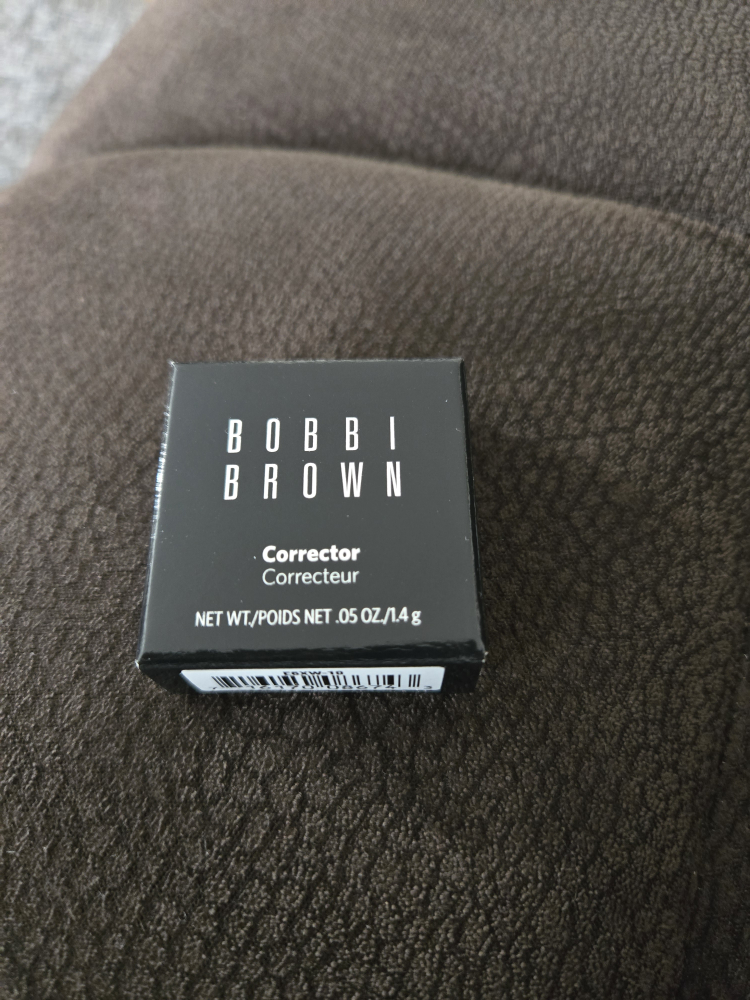 BOBBI
BROWN
Corrector
Correcteur
NET WT./POIDS NET .05 OZ./1.4 g